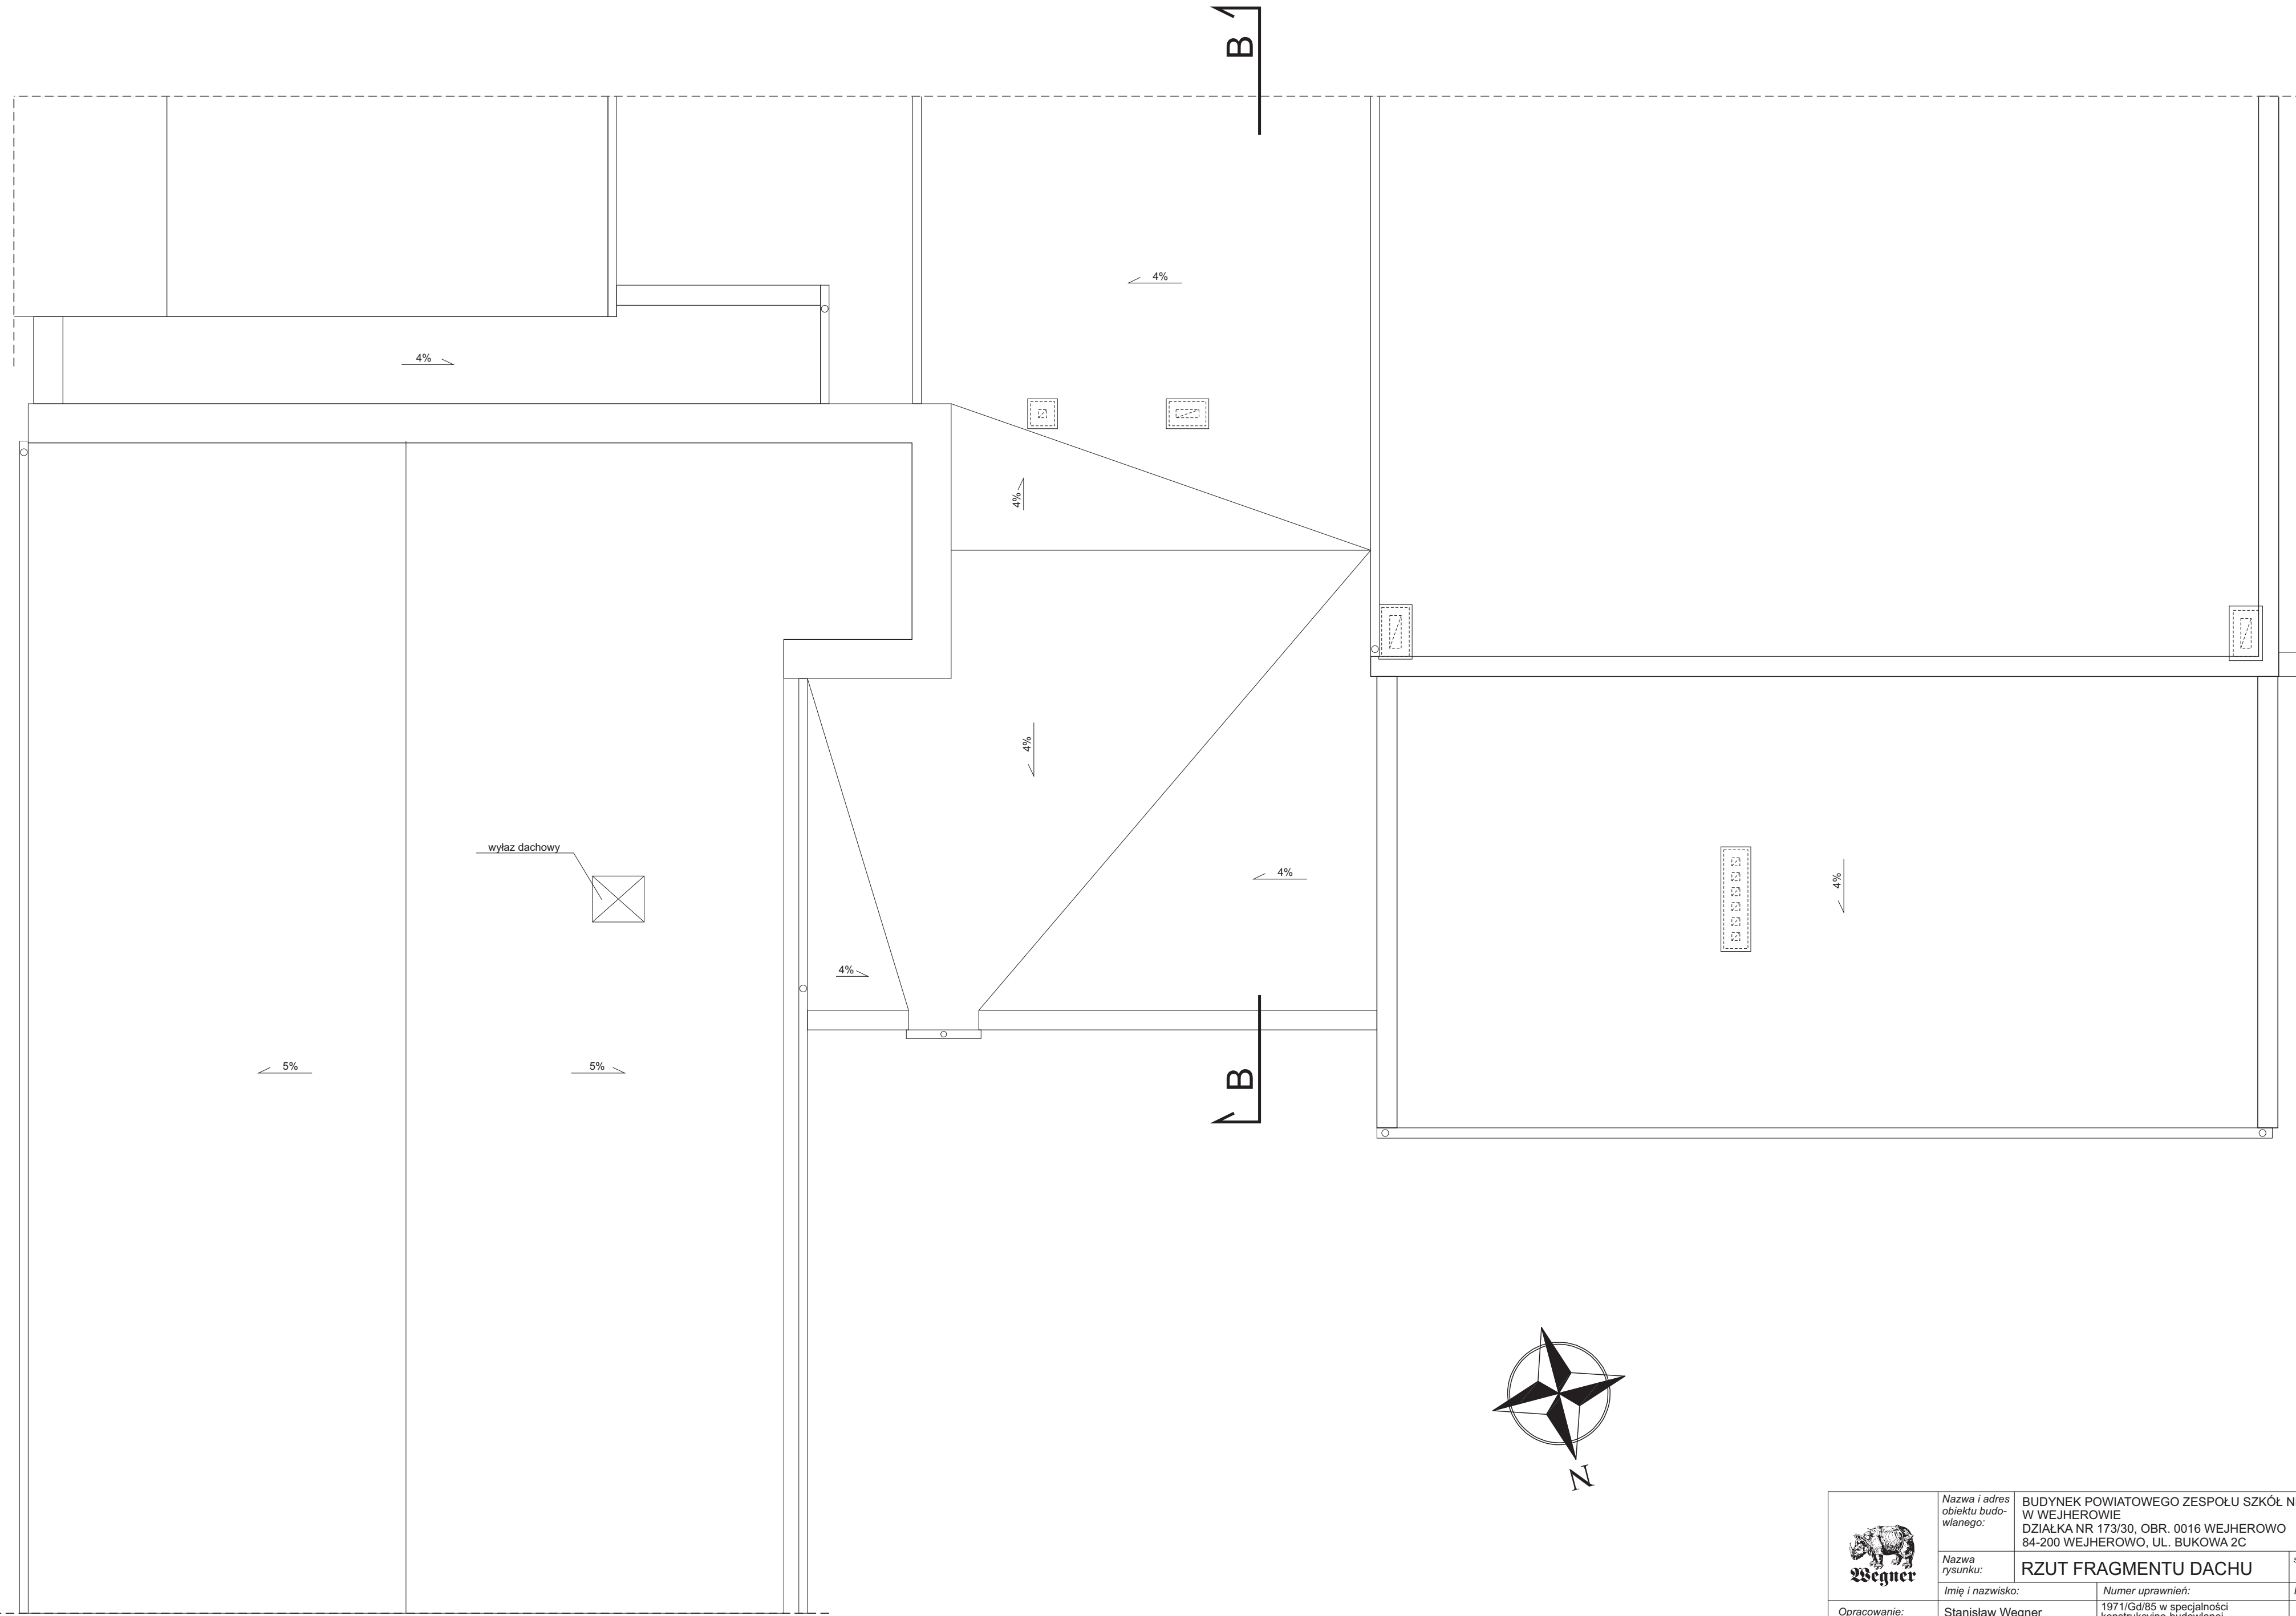 B
4%
4%
4%
4%
wyłaz dachowy
4%
4%
4%
5%
5%
B
N
Wegner
Nazwa i adres
obiektu budo-
wlanego:
BUDYNEK POWIATOWEGO ZESPOŁU SZKÓŁ N
W WEJHEROWIE
DZIAŁKA NR 173/30, OBR. 0016 WEJHEROWO
84-200 WEJHEROWO, UL. BUKOWA 2C
Nazwa
rysunku:
RZUT FRAGMENTU DACHU
Imię i nazwisko:
Numer uprawnień:
Opracowanie:
Stanisław Wegner
1971/Gd/85 w specjalności
konstrukcyjno-budowlanej